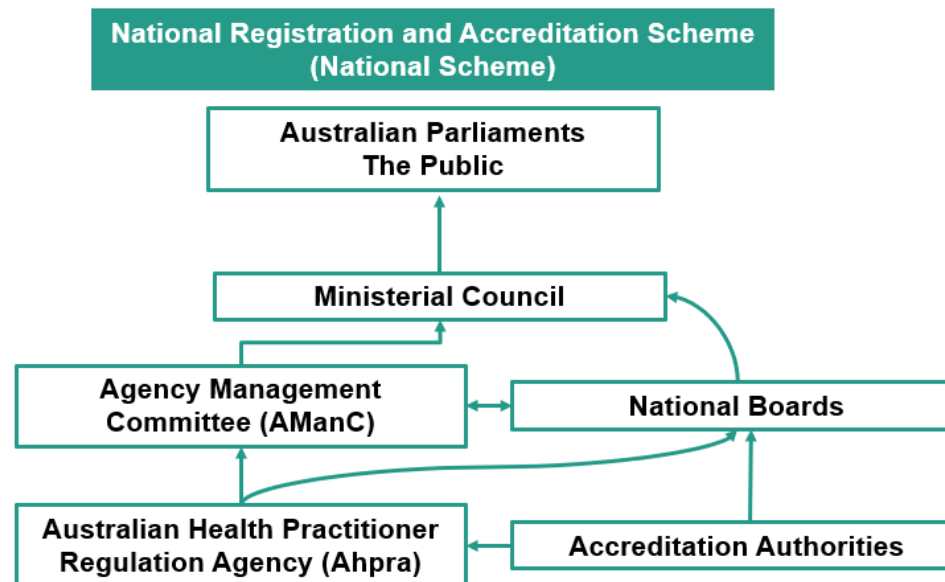 National Registration and Accreditation Scheme
(National Scheme)
Australian Parliaments
The Public
Ministerial Council
Agency Management
Committee (AManC)
National Boards
Australian Health Practitioner
Regulation Agency (Ahpra)
Accreditation Authorities